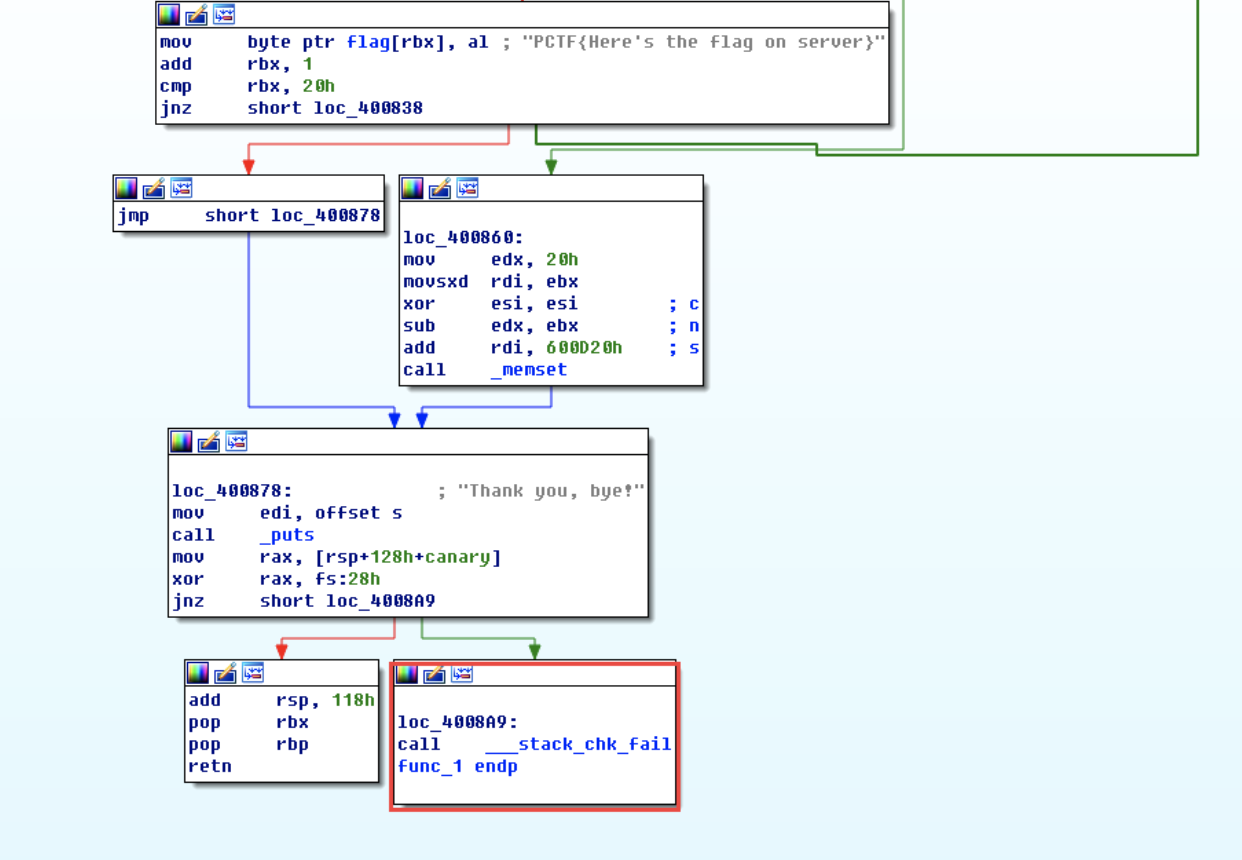 mov byte ptr flag[rbx], al ; "PCTF{Here's the flag on server}"
add rbx, 1
cmp rbx, 20h
jnz short loc_400838
jmp short loc_400878
loc_400860:
mov edx, 20h
movsxd rdi, ebx
xor esi, esi ; c
sub edx, ebx ; n
add rdi, 600D20h ; s
call _memset
loc_400878: ; "Thank you, bye!"
mov edi, offset s
call _puts
mov rax, [rsp+128h+canary]
xor rax, fs:28h
jnz short loc_4008A9
add rsp, 118h
pop rbx
pop rbp
retn
loc_4008A9:
call ___stack_chk_fail
func_1 endp